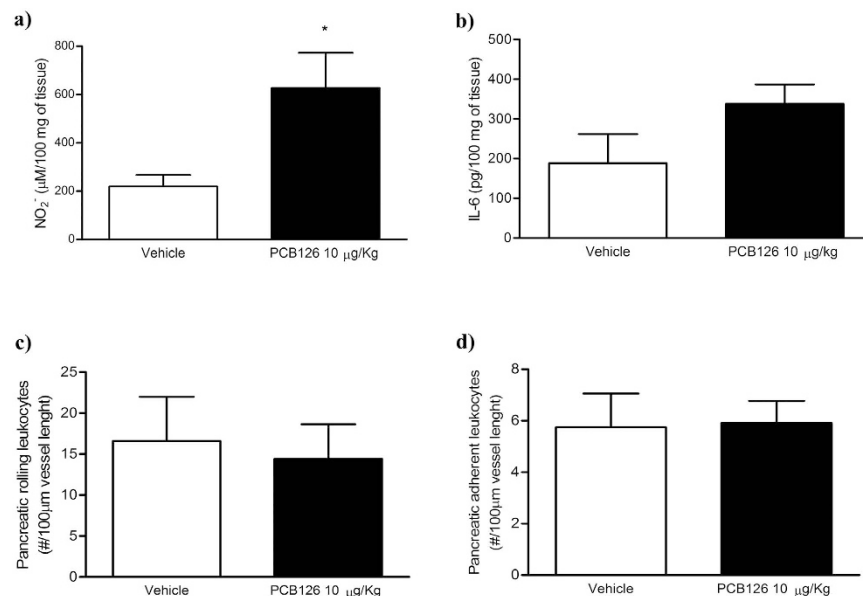 a)
NO2- (μM/100 mg of tissue)
800
600
400
200
0
*
Vehicle
PCB126 10 μg/Kg
b)
IL-6 (pg/100 mg of tissue)
500
400
300
200
100
0
Vehicle
PCB126 10 μg/kg
c)
Pancreatic rolling leukocytes
(#/100μm vessel lenght)
25
20
15
10
5
0
Vehicle
PCB126 10 μg/Kg
d)
Pancreatic adherent leukocytes
(#/100μm vessel lenght)
8
6
4
2
0
Vehicle
PCB126 10 μg/Kg